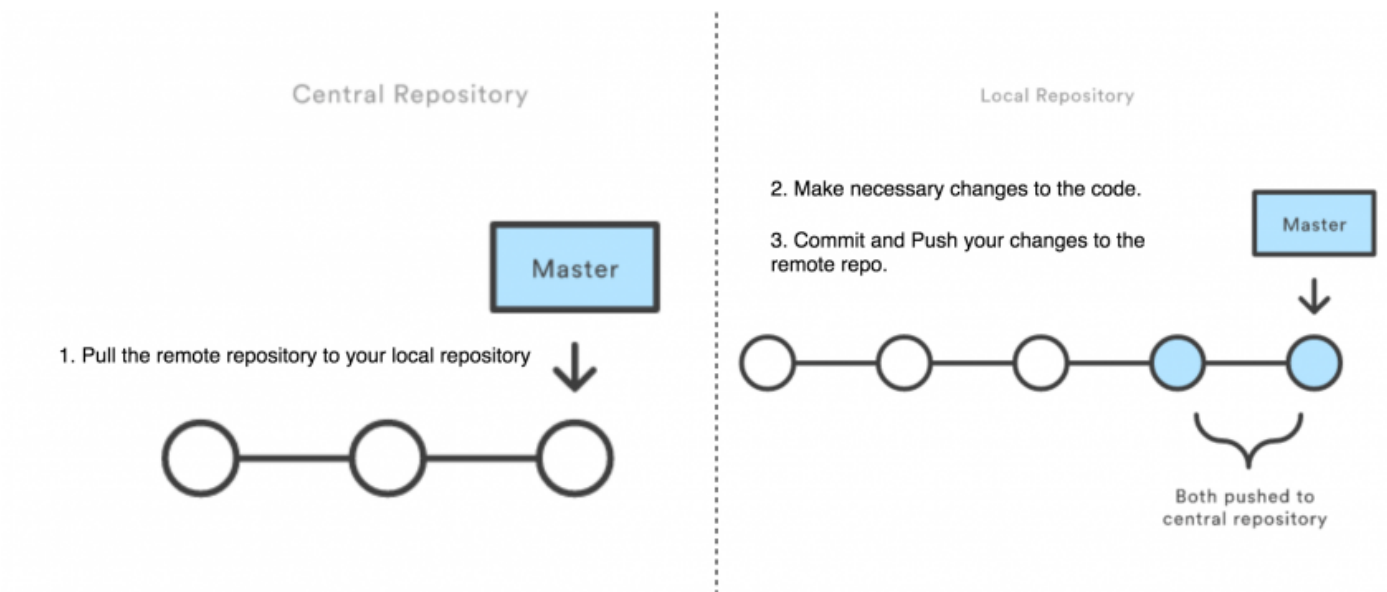 Central Repository
Master
1. Pull the remote repository to your local repository
Local Repository
2. Make necessary changes to the code.
3. Commit and Push your changes to the
remote repo.
Master
Both pushed to
central repository